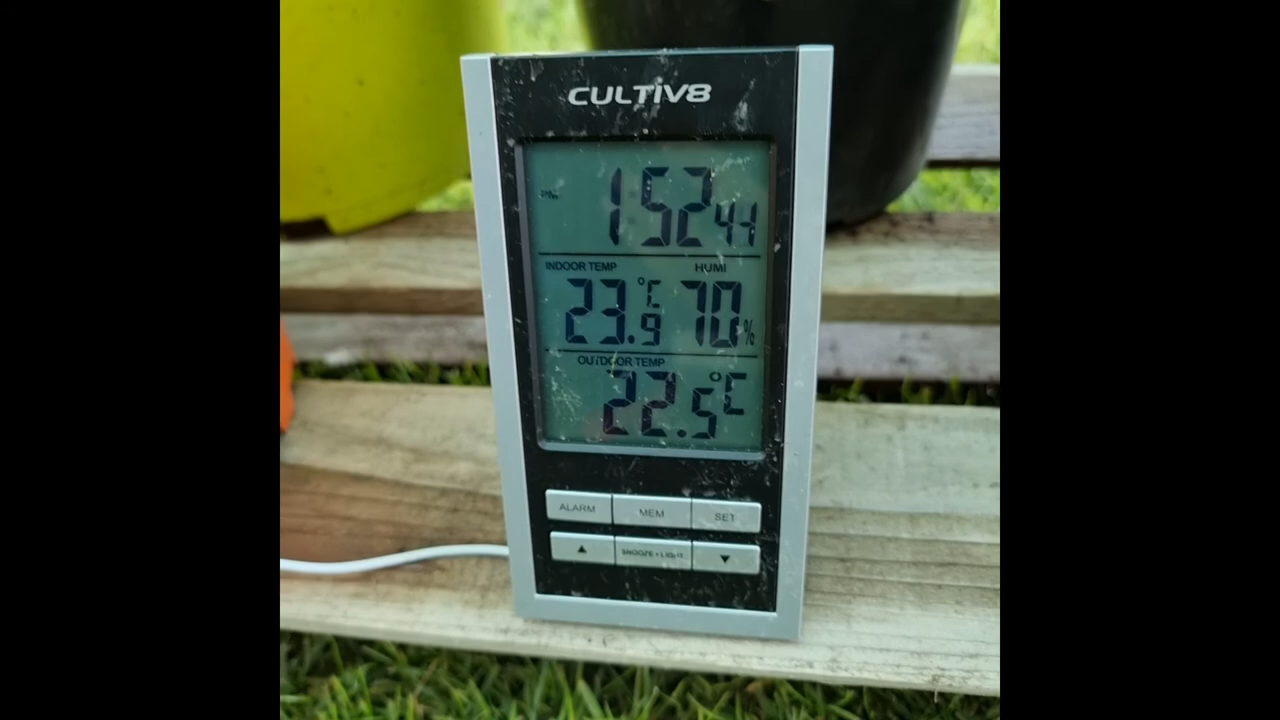 CULTIV8
1 52 44
INDOOR TEMP HUMI
23.9 °C 70%
OUTDOOR TEMP
22.5 °C
ALARM MEM SET
▲ SNOOZE • LIGHT ▼